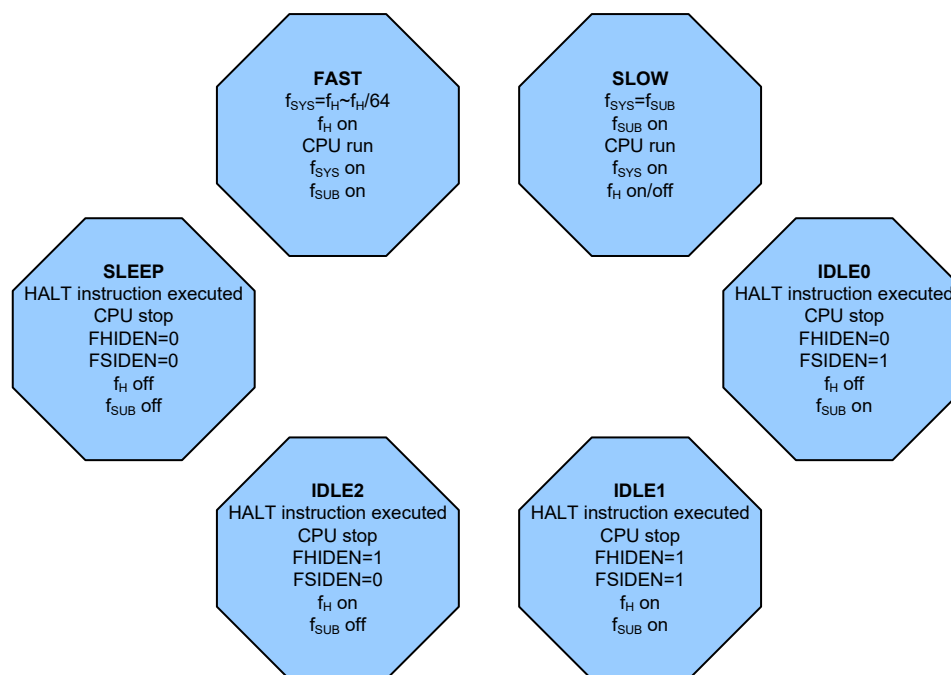 FAST
fSYS=fH~fH/64
fH on
CPU run
fSYS on
fSUB on
SLOW
fSYS=fSUB
fSUB on
CPU run
fSYS on
fH on/off
SLEEP
HALT instruction executed
CPU stop
FHIDEN=0
FSIDEN=0
fH off
fSUB off
IDLE0
HALT instruction executed
CPU stop
FHIDEN=0
FSIDEN=1
fH off
fSUB on
IDLE2
HALT instruction executed
CPU stop
FHIDEN=1
FSIDEN=0
fH on
fSUB off
IDLE1
HALT instruction executed
CPU stop
FHIDEN=1
FSIDEN=1
fH on
fSUB on